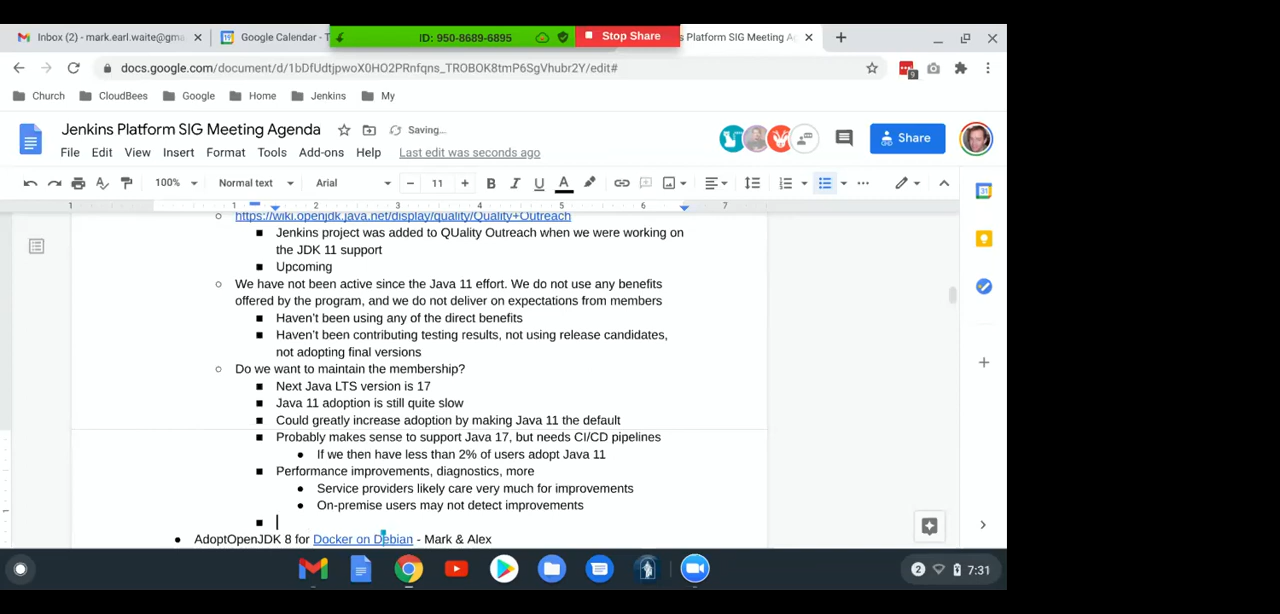 ID: 950-8689-6895
Stop Share
Inbox (2) - mark.earl.waite@gma
Google Calendar - T
s Platform SIG Meeting Ag
docs.google.com/document/d/1bDfUdtjpwoX0HO2PRnfqns_TROBOK8tmP6SgVhubr2Y/edit#
9
Church
CloudBees
Google
Home
Jenkins
My
Jenkins Platform SIG Meeting Agenda
Saving...
Share
File Edit View Insert Format Tools Add-ons Help Last edit was seconds ago
100% Normal text Arial 11 B I U A
1 1 2 3 4 5 6 7
https://wiki.openjdk.java.net/display/quality/Quality+Outreach
Jenkins project was added to QUality Outreach when we were working on
the JDK 11 support
Upcoming
We have not been active since the Java 11 effort. We do not use any benefits
offered by the program, and we do not deliver on expectations from members
Haven't been using any of the direct benefits
Haven't been contributing testing results, not using release candidates,
not adopting final versions
Do we want to maintain the membership?
Next Java LTS version is 17
Java 11 adoption is still quite slow
Could greatly increase adoption by making Java 11 the default
Probably makes sense to support Java 17, but needs CI/CD pipelines
If we then have less than 2% of users adopt Java 11
Performance improvements, diagnostics, more
Service providers likely care very much for improvements
On-premise users may not detect improvements
AdoptOpenJDK 8 for Docker on Debian - Mark & Alex
2 7:31